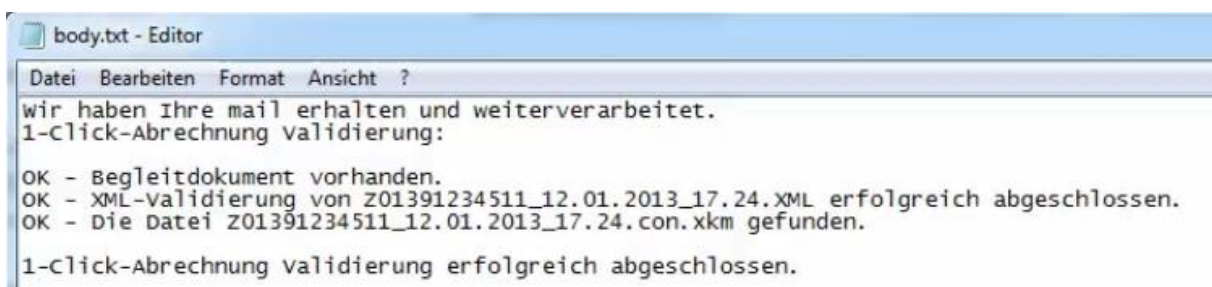 body.txt - Editor
Datei Bearbeiten Format Ansicht ?
Wir haben Ihre mail erhalten und weiterverarbeitet.
1-Click-Abrechnung Validierung:
OK - Begleitdokument vorhanden.
OK - XML-Validierung von Z01391234511_12.01.2013_17.24.XML erfolgreich abgeschlossen.
OK - Die Datei Z01391234511_12.01.2013_17.24.con.xkm gefunden.
1-Click-Abrechnung Validierung erfolgreich abgeschlossen.